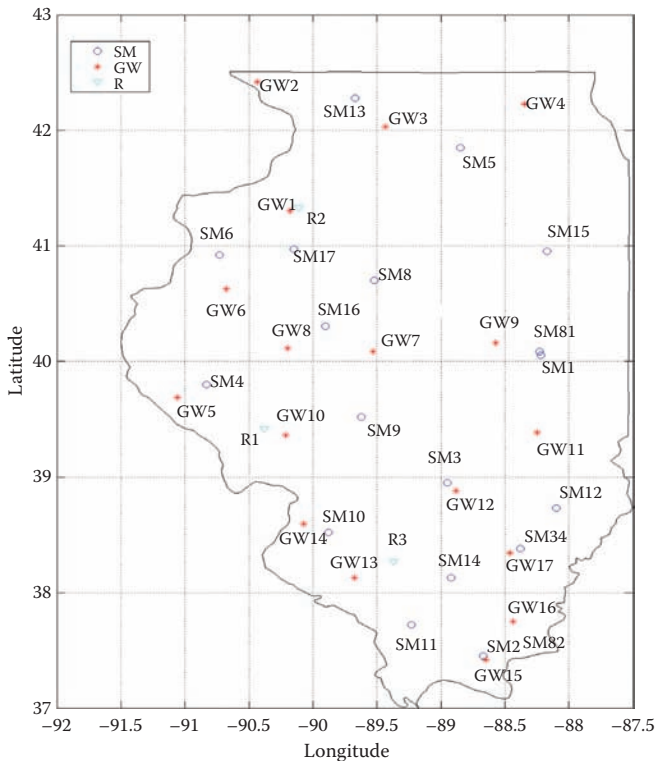 43
SM
GW
R
GW2
SM13
GW3
GW4
42
SM5
GW1
R2
SM6
SM17
SM15
41
SM8
GW6
SM16
GW8
GW7
GW9
SM81
40
SM1
SM4
GW5
GW10
R1
SM9
GW11
39
SM3
GW12
SM12
SM10
GW14
R3
SM34
GW17
GW13
SM14
38
GW16
SM11
SM2
SM82
GW15
37
Latitude
−92 −91.5 −91 −90.5 −90 −89.5 −89 −88.5 −88 −87.5
Longitude